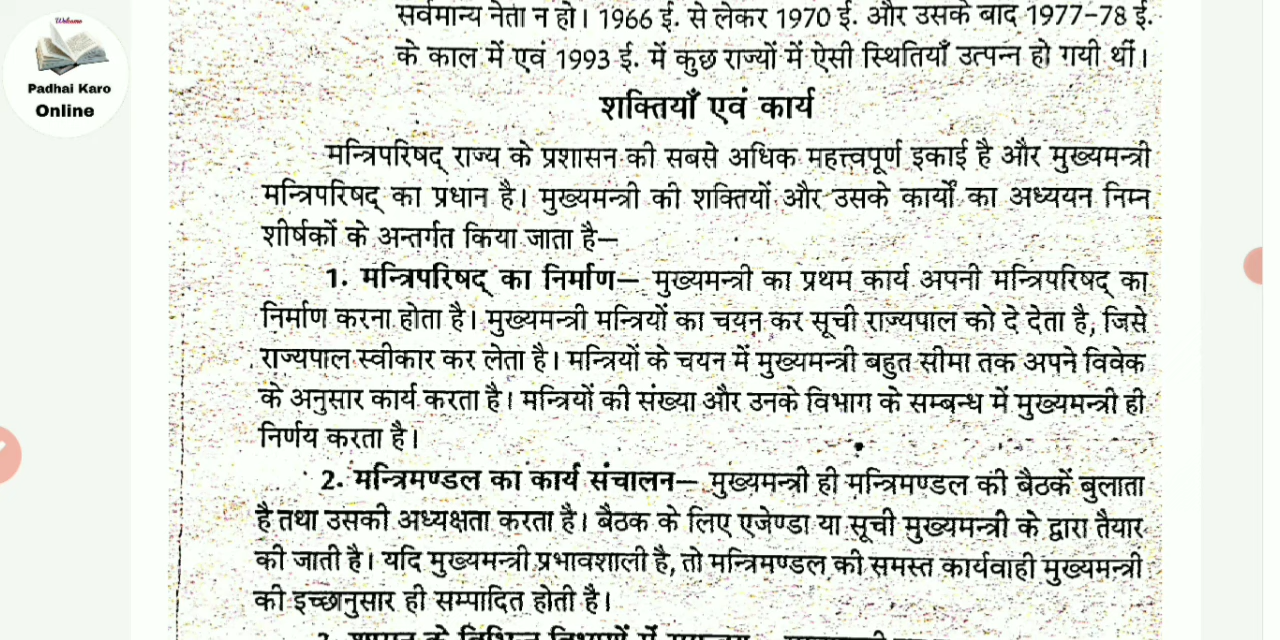 Welcome
Padhai Karo
Online
सर्वमान्य नेता न हो। 1966 ई. से लेकर 1970 ई. और उसके बाद 1977-78 ई.
के काल में एवं 1993 ई. में कुछ राज्यों में ऐसी स्थितियाँ उत्पन्न हो गयी थीं।
शक्तियाँ एवं कार्य
मन्त्रिपरिषद् राज्य के प्रशासन की सबसे अधिक महत्त्वपूर्ण इकाई है और मुख्यमन्त्री
मन्त्रिपरिषद् का प्रधान है। मुख्यमन्त्री की शक्तियों और उसके कार्यों का अध्ययन निम्न
शीर्षकों के अन्तर्गत किया जाता है—
1. मन्त्रिपरिषद् का निर्माण— मुख्यमन्त्री का प्रथम कार्य अपनी मन्त्रिपरिषद् का
निर्माण करना होता है। मुख्यमन्त्री मन्त्रियों का चयन कर सूची राज्यपाल को दे देता है, जिसे
राज्यपाल स्वीकार कर लेता है। मन्त्रियों के चयन में मुख्यमन्त्री बहुत सीमा तक अपने विवेक
के अनुसार कार्य करता है। मन्त्रियों की संख्या और उनके विभाग के सम्बन्ध में मुख्यमन्त्री ही
निर्णय करता है।
2. मन्त्रिमण्डल का कार्य संचालन— मुख्यमन्त्री ही मन्त्रिमण्डल की बैठकें बुलाता
है तथा उसकी अध्यक्षता करता है। बैठक के लिए एजेण्डा या सूची मुख्यमन्त्री के द्वारा तैयार
की जाती है। यदि मुख्यमन्त्री प्रभावशाली है, तो मन्त्रिमण्डल की समस्त कार्यवाही मुख्यमन्त्री
की इच्छानुसार ही सम्पादित होती है।